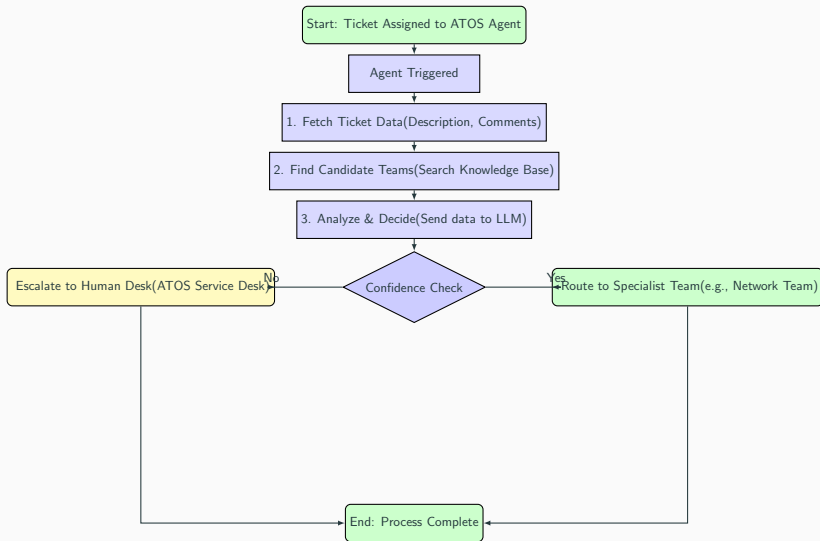 Start: Ticket Assigned to ATOS Agent
Agent Triggered
1. Fetch Ticket Data(Description, Comments)
2. Find Candidate Teams(Search Knowledge Base)
3. Analyze & Decide(Send data to LLM)
Confidence Check
No
Yes
Escalate to Human Desk(ATOS Service Desk)
Route to Specialist Team(e.g., Network Team)
End: Process Complete